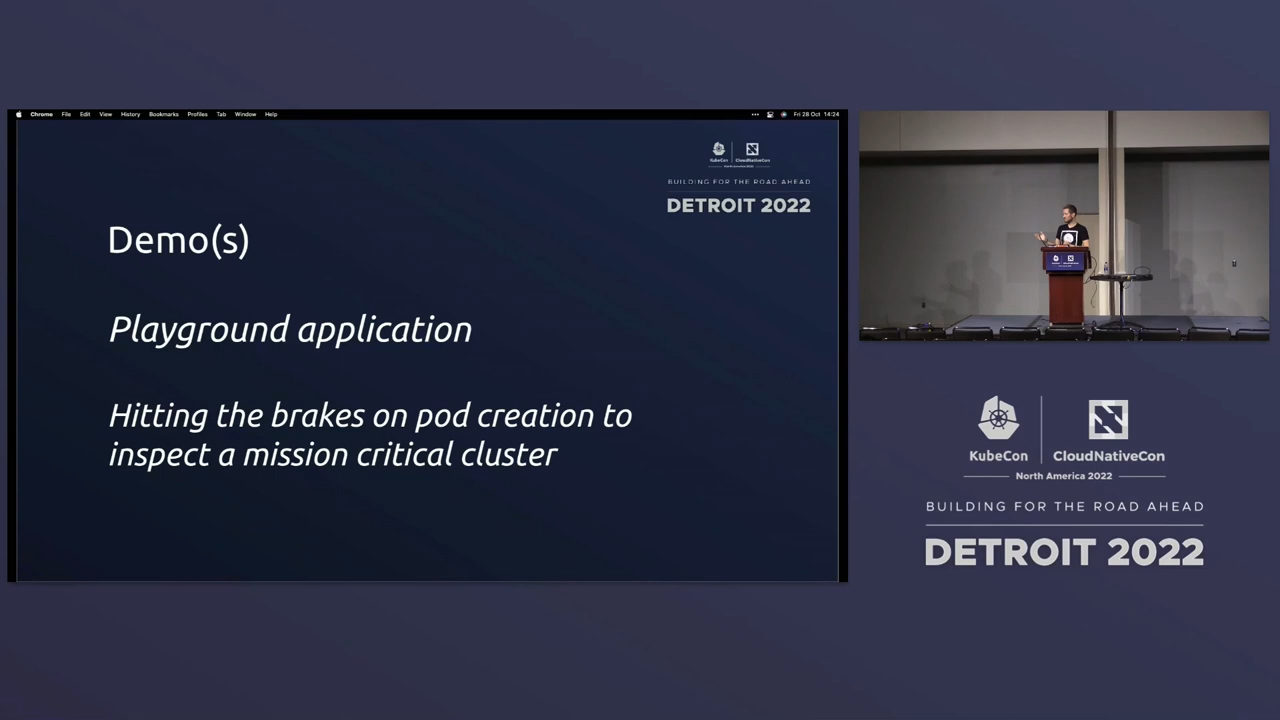 Chrome File Edit View History Bookmarks Profiles Tab Window Help
Fri 28 Oct 14:24
KubeCon CloudNativeCon
BUILDING FOR THE ROAD AHEAD
DETROIT 2022
Demo(s)
Playground application
Hitting the brakes on pod creation to
inspect a mission critical cluster
KubeCon CloudNativeCon
North America 2022
BUILDING FOR THE ROAD AHEAD
DETROIT 2022